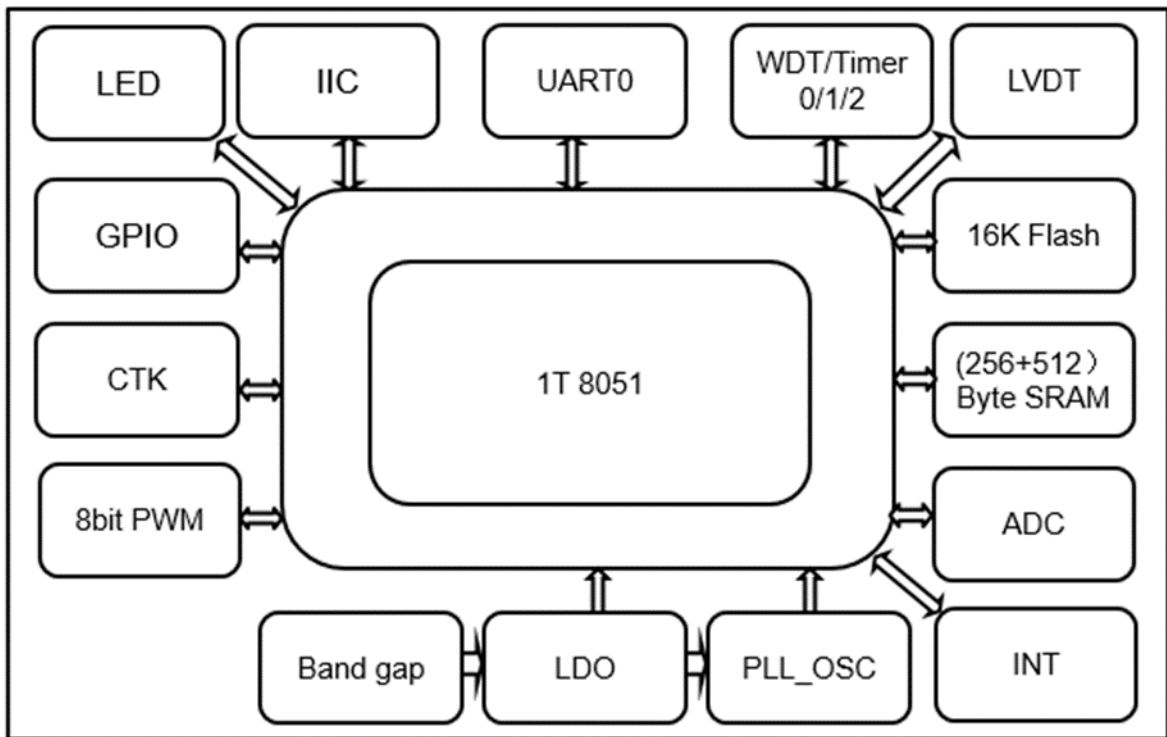 LED
IIC
UART0
WDT/Timer
0/1/2
LVDT
GPIO
16K Flash
CTK
1T 8051
(256+512）
Byte SRAM
8bit PWM
ADC
Band gap
LDO
PLL_OSC
INT